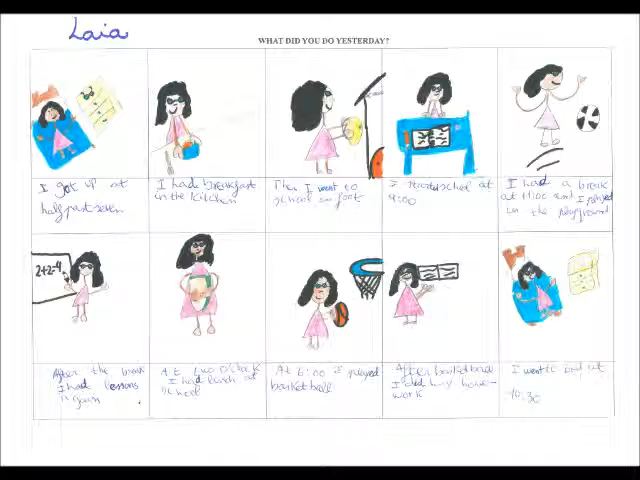 Laia
WHAT DID YOU DO YESTERDAY?
I got up at
half past seven
I had breakfast
in the kitchen
Then I went to
school on foot
I school at
9:00
I had a break
at 11:00 and I played
in the playground
2+2=4
After the break
I had lessons
again
At two o'clock
I had lunch at
school
At 6:00 I played
basketball
After basketball
I did my home-
work
I went to bed at
10:30